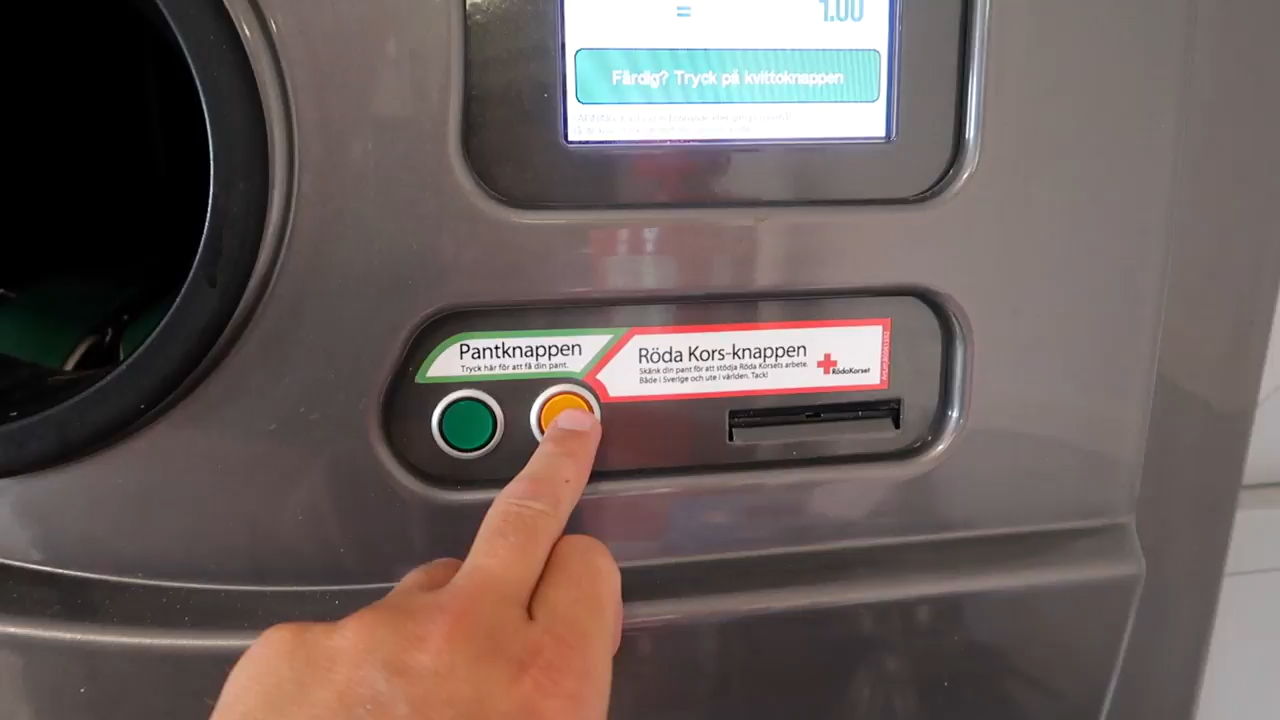 = 1.00
Färdig? Tryck på kvittoknappen
Pantknappen
Tryck här för att få din pant.
Röda Kors-knappen
Skänk din pant för att stödja Röda Korsets arbete.
Både i Sverige och ute i världen. Tack!
RödaKorset